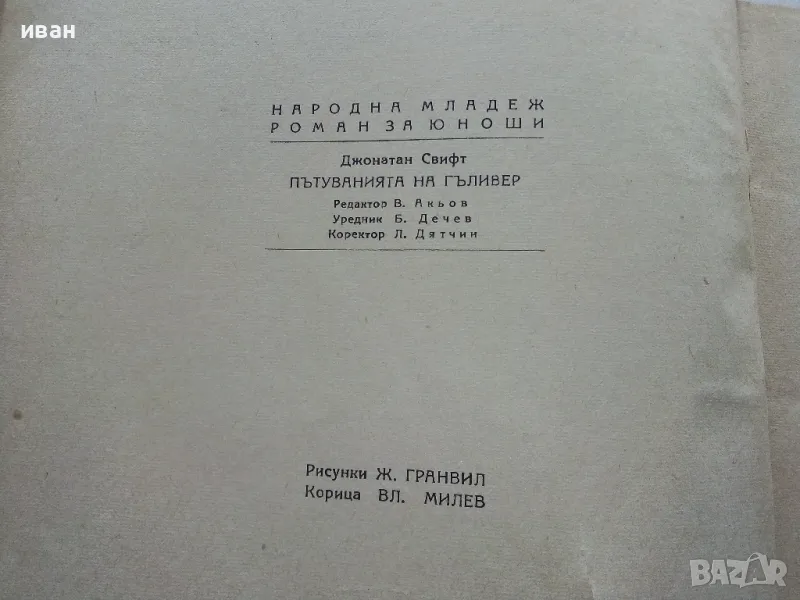 иван
НАРОДНА МЛАДЕЖ
РОМАН ЗА ЮНОШИ
Джонатан Свифт
ПЪТУВАНИЯТА НА ГЪЛИВЕР
Редактор В. Акьов
Уредник Б. Дечев
Коректор Л. Дятчин
Рисунки Ж. ГРАНВИЛ
Корица ВЛ. МИЛЕВ
BAZAR